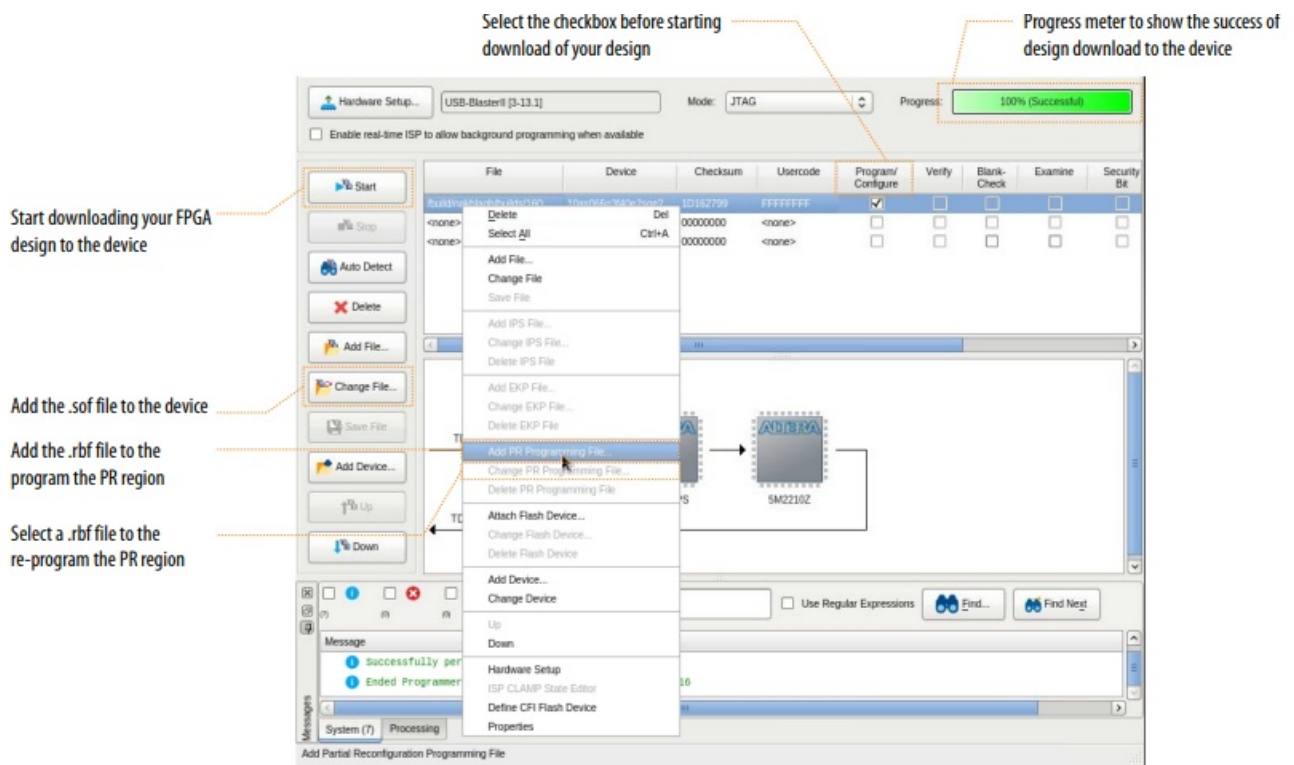 Select the checkbox before starting
download of your design
Progress meter to show the success of
design download to the device
Hardware Setup...
USB-BlasterII [3-13.1]
Mode:
JTAG
Progress:
100% (Successful)
Enable real-time ISP to allow background programming when available
File
Device
Checksum
Usercode
Program/
Configure
Verify
Blank-
Check
Examine
Security
Bit
1D162799
FFFFFFFF
<none>
00000000
<none>
<none>
00000000
<none>
Start downloading your FPGA
design to the device
Add the .sof file to the device
Add the .rbf file to the
program the PR region
Select a .rbf file to the
re-program the PR region
Start
Stop
Auto Detect
Delete
Add File...
Change File...
Save File
Add Device...
Up
Down
Delete Del
Select All Ctrl+A
Add File...
Change File
Save File
Add IPS File...
Change IPS File...
Delete IPS File
Add EKP File...
Change EKP File...
Delete EKP File
Add PR Programming File...
Change PR Programming File...
Delete PR Programming File
Attach Flash Device...
Change Flash Device...
Delete Flash Device
Add Device...
Change Device
Up
Down
Hardware Setup
ISP CLAMP State Editor
Define CFI Flash Device
Properties
ALTERA
5M2210Z
Use Regular Expressions
Find...
Find Next
Message
Successfully per
Ended Programmer
16
Messages
System (7)
Processing
Add Partial Reconfiguration Programming File